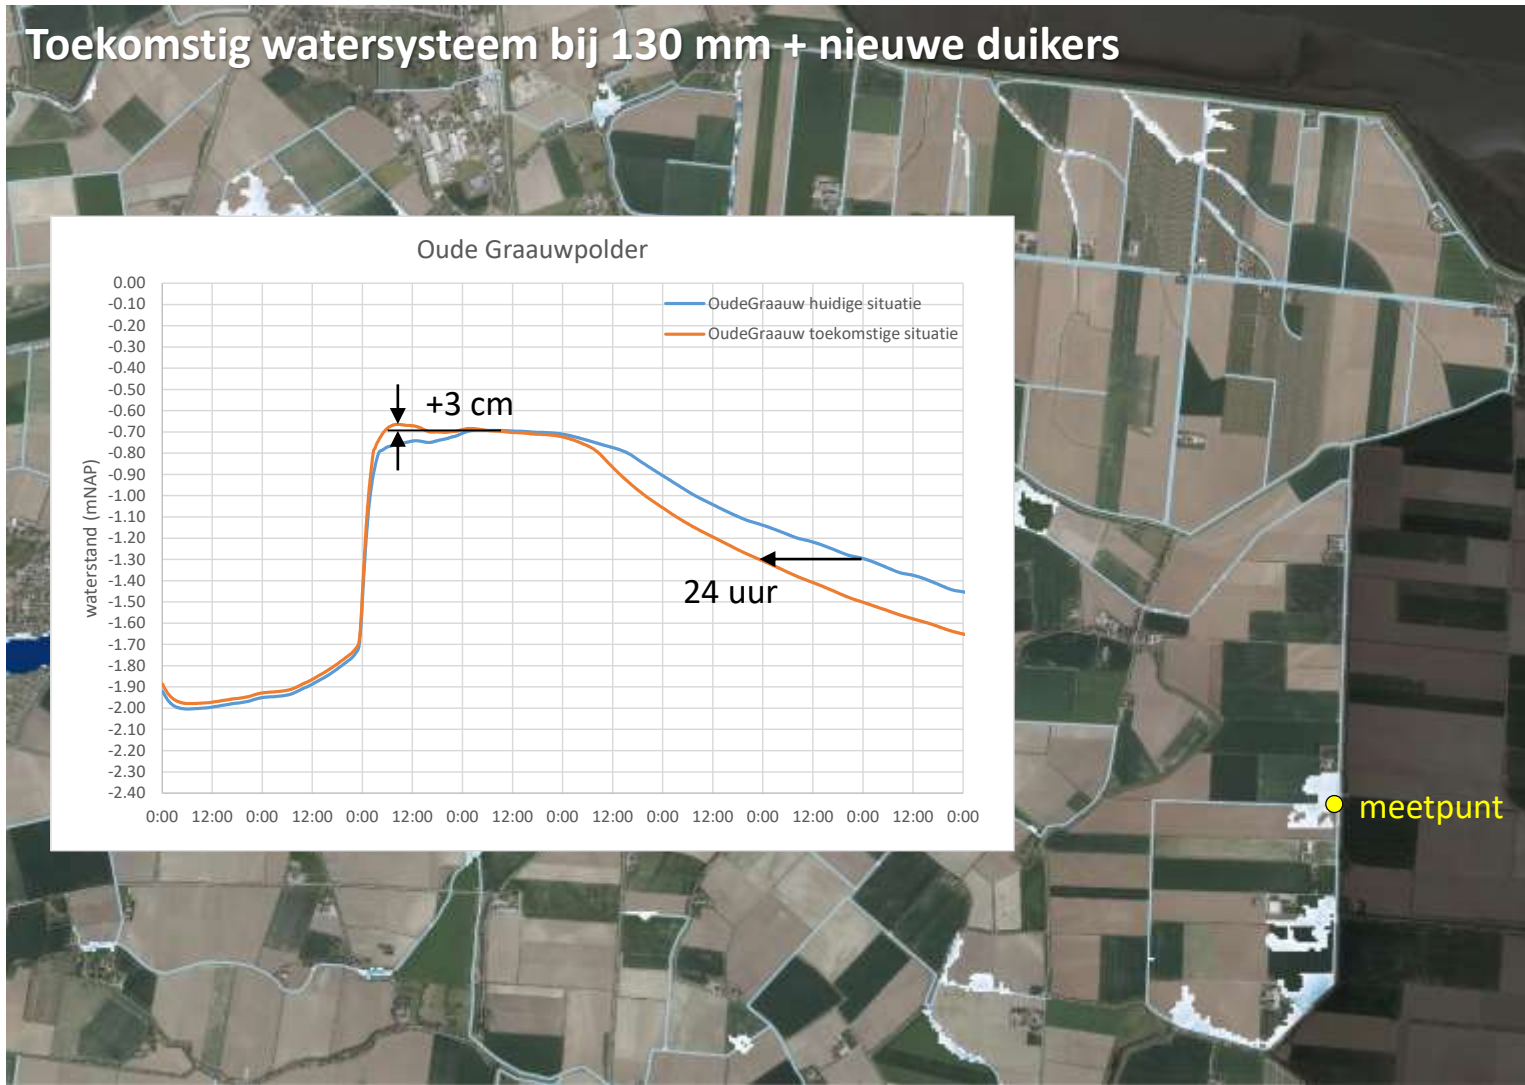 Toekomstig watersysteem bij 130 mm + nieuwe duikers
Oude Graauwpolder
0.00
-0.10
-0.20
-0.30
-0.40
-0.50
-0.60
-0.70
-0.80
-0.90
-1.00
-1.10
-1.20
-1.30
-1.40
-1.50
-1.60
-1.70
-1.80
-1.90
-2.00
-2.10
-2.20
-2.30
-2.40
waterstand (mNAP)
OudeGraauw huidige situatie
OudeGraauw toekomstige situatie
+3 cm
24 uur
0:00 12:00 0:00 12:00 0:00 12:00 0:00 12:00 0:00 12:00 0:00 12:00 0:00 12:00 0:00 12:00 0:00
meetpunt